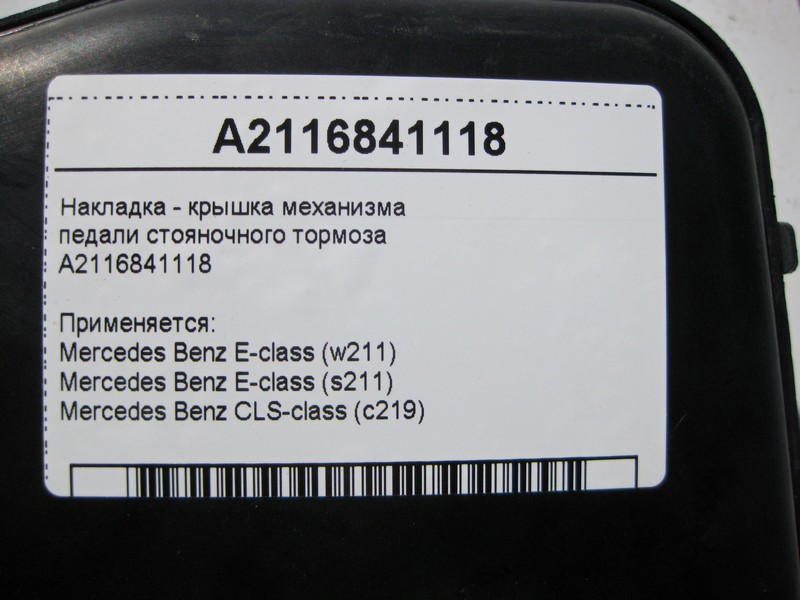 A2116841118
Накладка - крышка механизма
педали стояночного тормоза
A2116841118
Применяется:
Mercedes Benz E-class (w211)
Mercedes Benz E-class (s211)
Mercedes Benz CLS-class (c219)